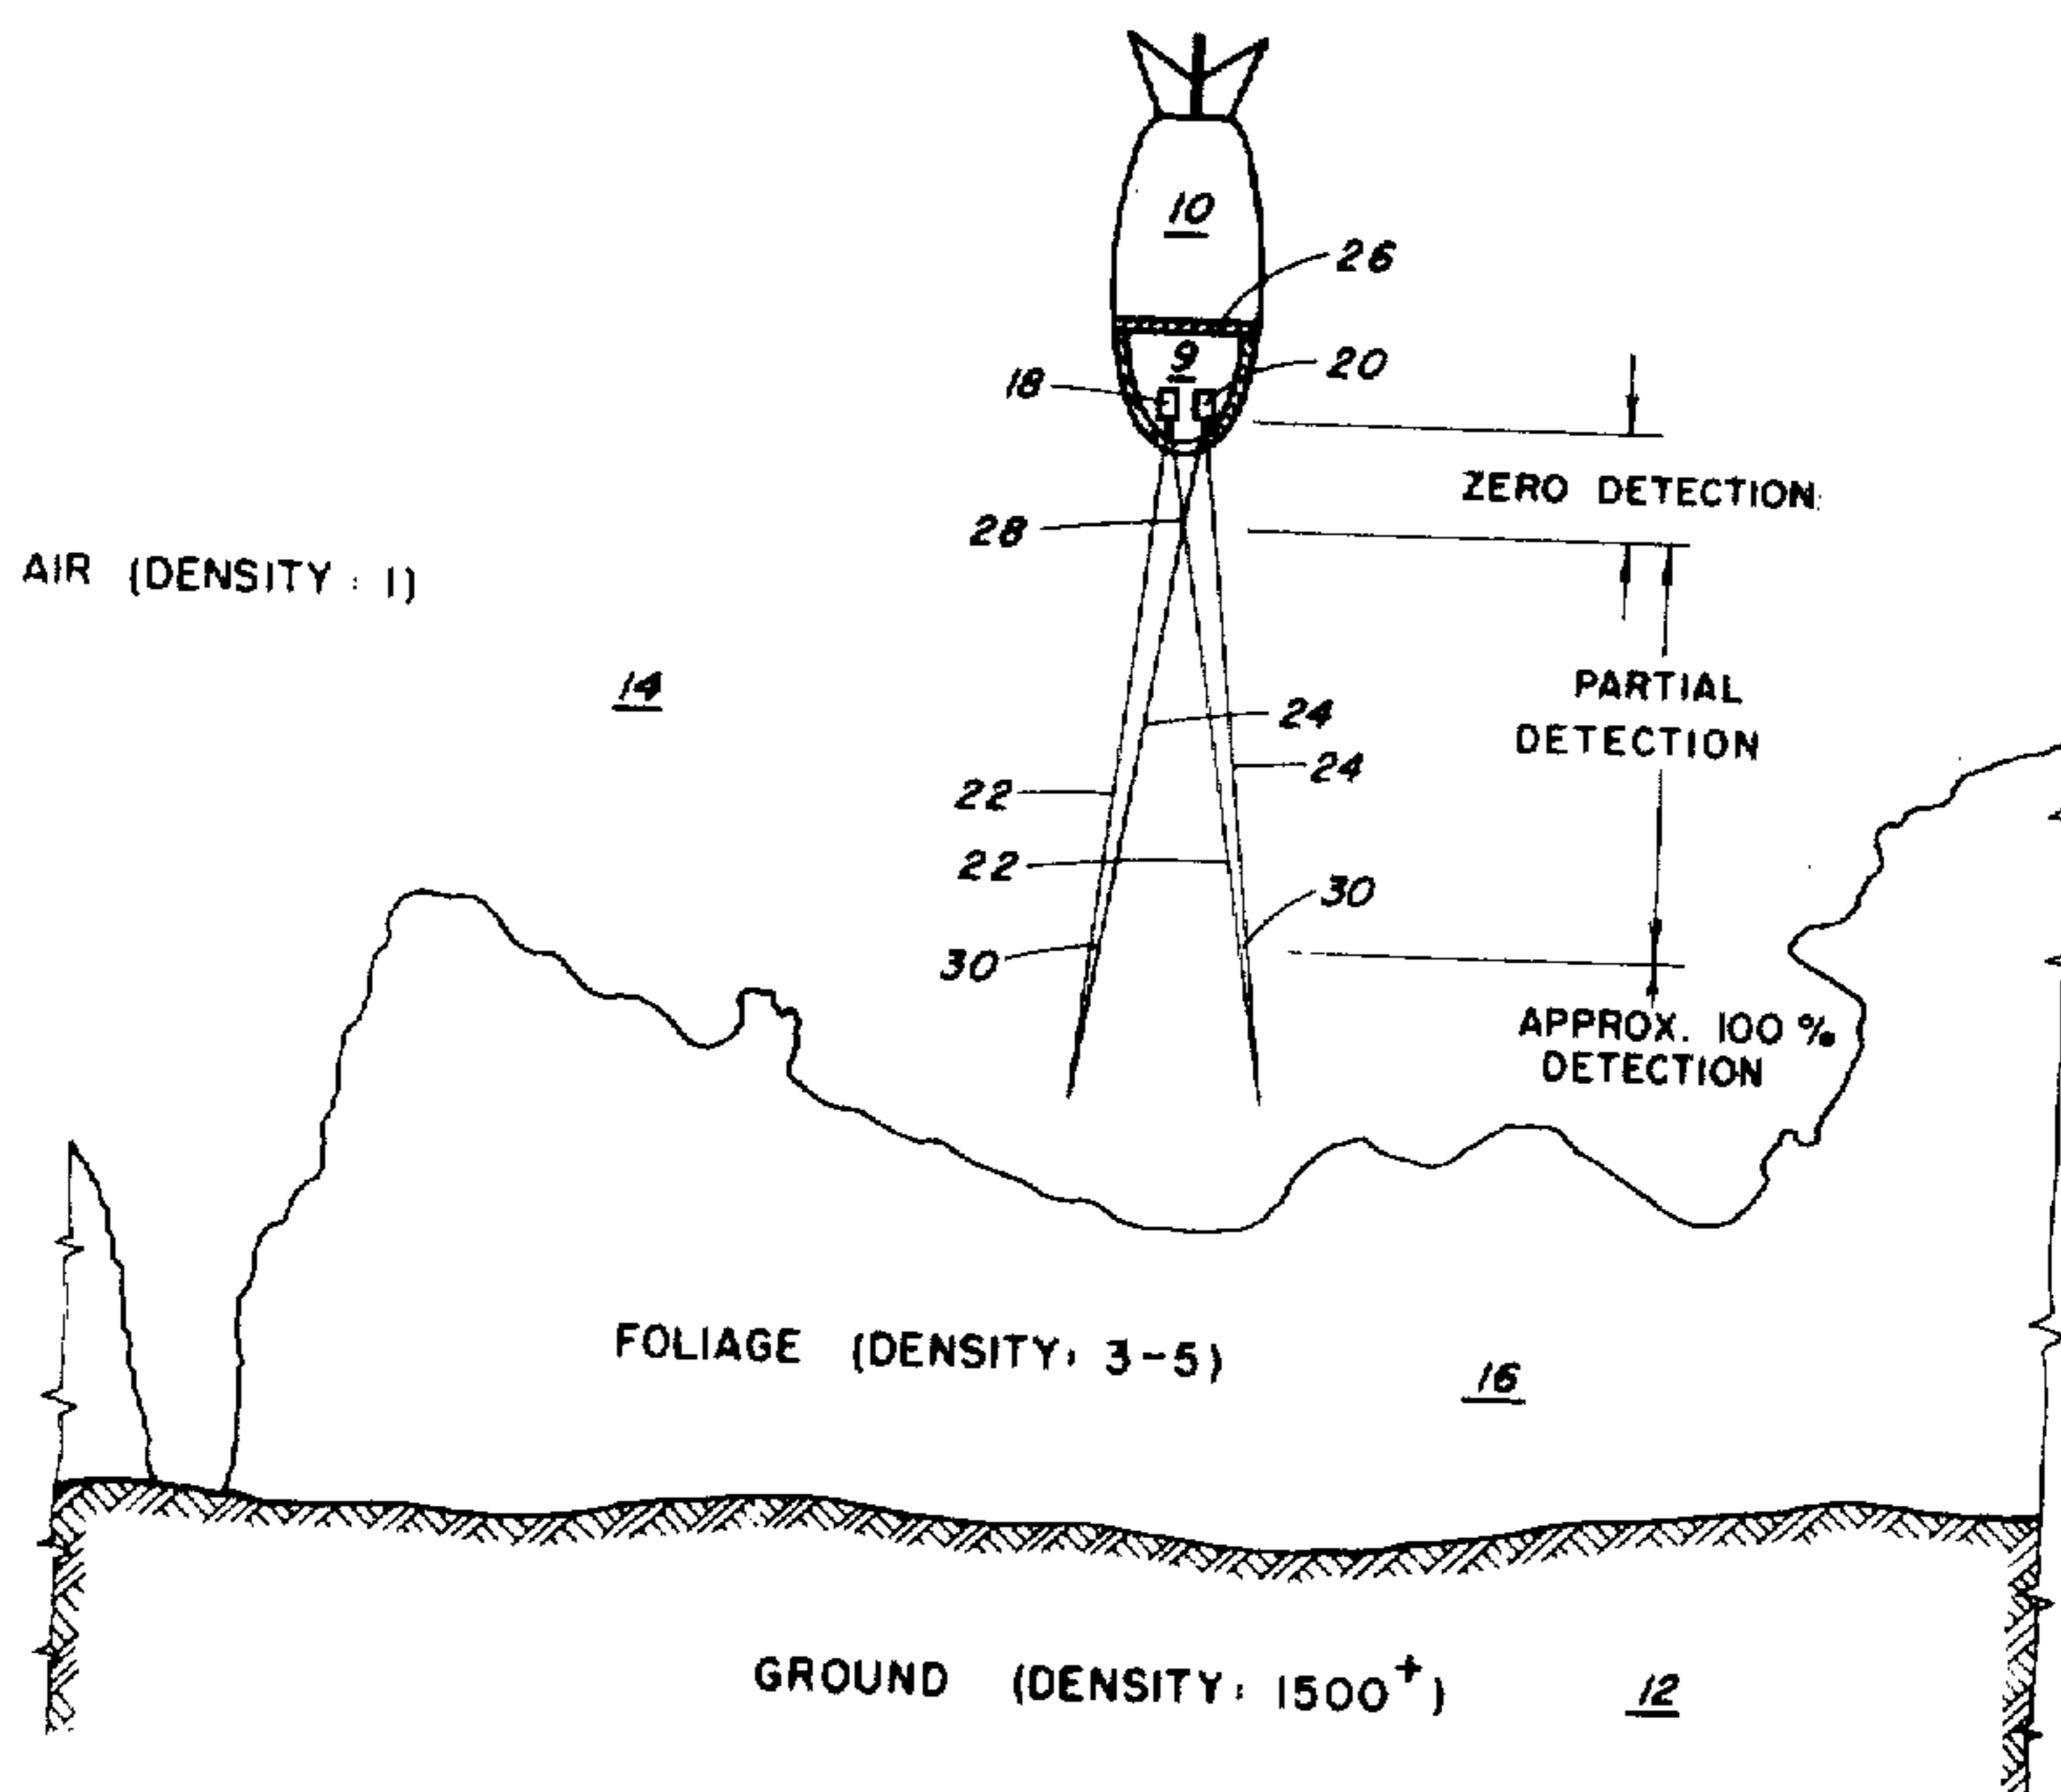 10
26
9
20
18
ZERO DETECTION
28
AIR (DENSITY: 1)
14
PARTIAL
DETECTION
24
24
22
22
30
30
APPROX. 100%
DETECTION
FOLIAGE (DENSITY: 3-5)
16
GROUND (DENSITY: 1500+)
12